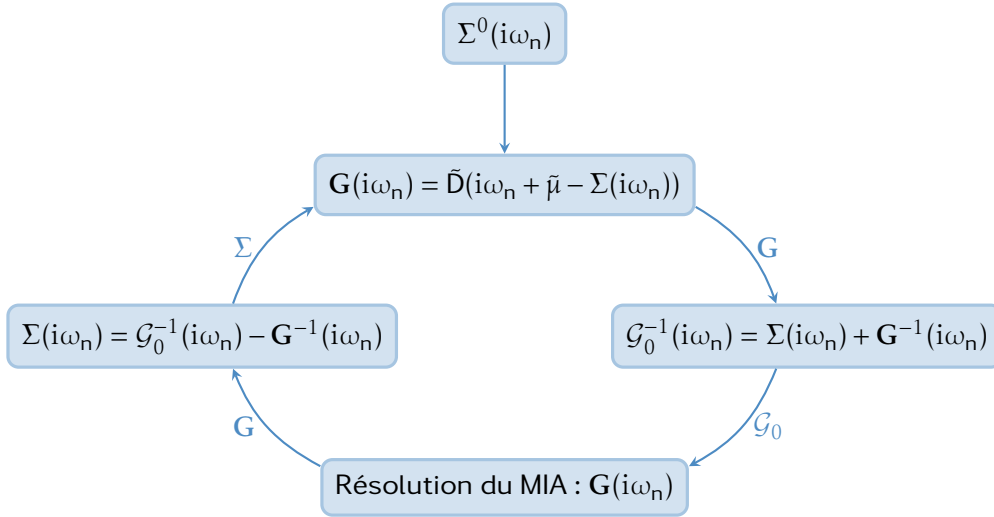 Σ⁰(iωₙ)
G(iωₙ) = D̃(iωₙ + μ̃ − Σ(iωₙ))
Σ
G
Σ(iωₙ) = 𝒢₀⁻¹(iωₙ) − G⁻¹(iωₙ)
𝒢₀⁻¹(iωₙ) = Σ(iωₙ) + G⁻¹(iωₙ)
G
𝒢₀
Résolution du MIA : G(iωₙ)